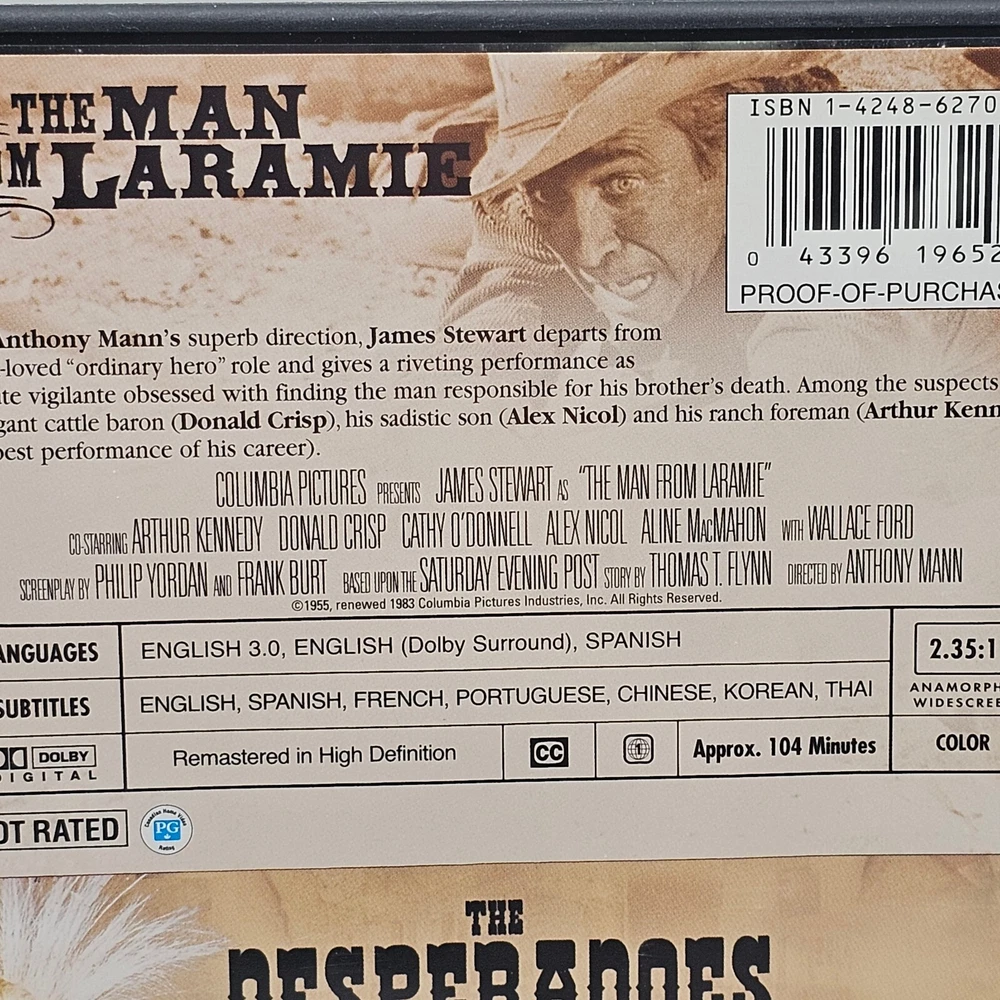 THE MAN
OM LARAMIE
ISBN 1-4248-6270
0 43396 19652
PROOF-OF-PURCHAS
Anthony Mann's superb direction, James Stewart departs from
-loved "ordinary hero" role and gives a riveting performance as
te vigilante obsessed with finding the man responsible for his brother's death. Among the suspects
gant cattle baron (Donald Crisp), his sadistic son (Alex Nicol) and his ranch foreman (Arthur Kenn
best performance of his career).
COLUMBIA PICTURES PRESENTS JAMES STEWART AS "THE MAN FROM LARAMIE"
CO-STARRING ARTHUR KENNEDY DONALD CRISP CATHY O'DONNELL ALEX NICOL ALINE MacMAHON WITH WALLACE FORD
SCREENPLAY BY PHILIP YORDAN AND FRANK BURT BASED UPON THE SATURDAY EVENING POST STORY BY THOMAS T. FLYNN DIRECTED BY ANTHONY MANN
©1955, renewed 1983 Columbia Pictures Industries, Inc. All Rights Reserved.
ANGUAGES ENGLISH 3.0, ENGLISH (Dolby Surround), SPANISH
2.35:1
ANAMORPH
WIDESCREE
SUBTITLES ENGLISH, SPANISH, FRENCH, PORTUGUESE, CHINESE, KOREAN, THAI
DOLBY
DIGITAL
Remastered in High Definition CC 1 Approx. 104 Minutes COLOR
OT RATED
Canadian Home Video
PG
Rating
THE
DESPERADOES